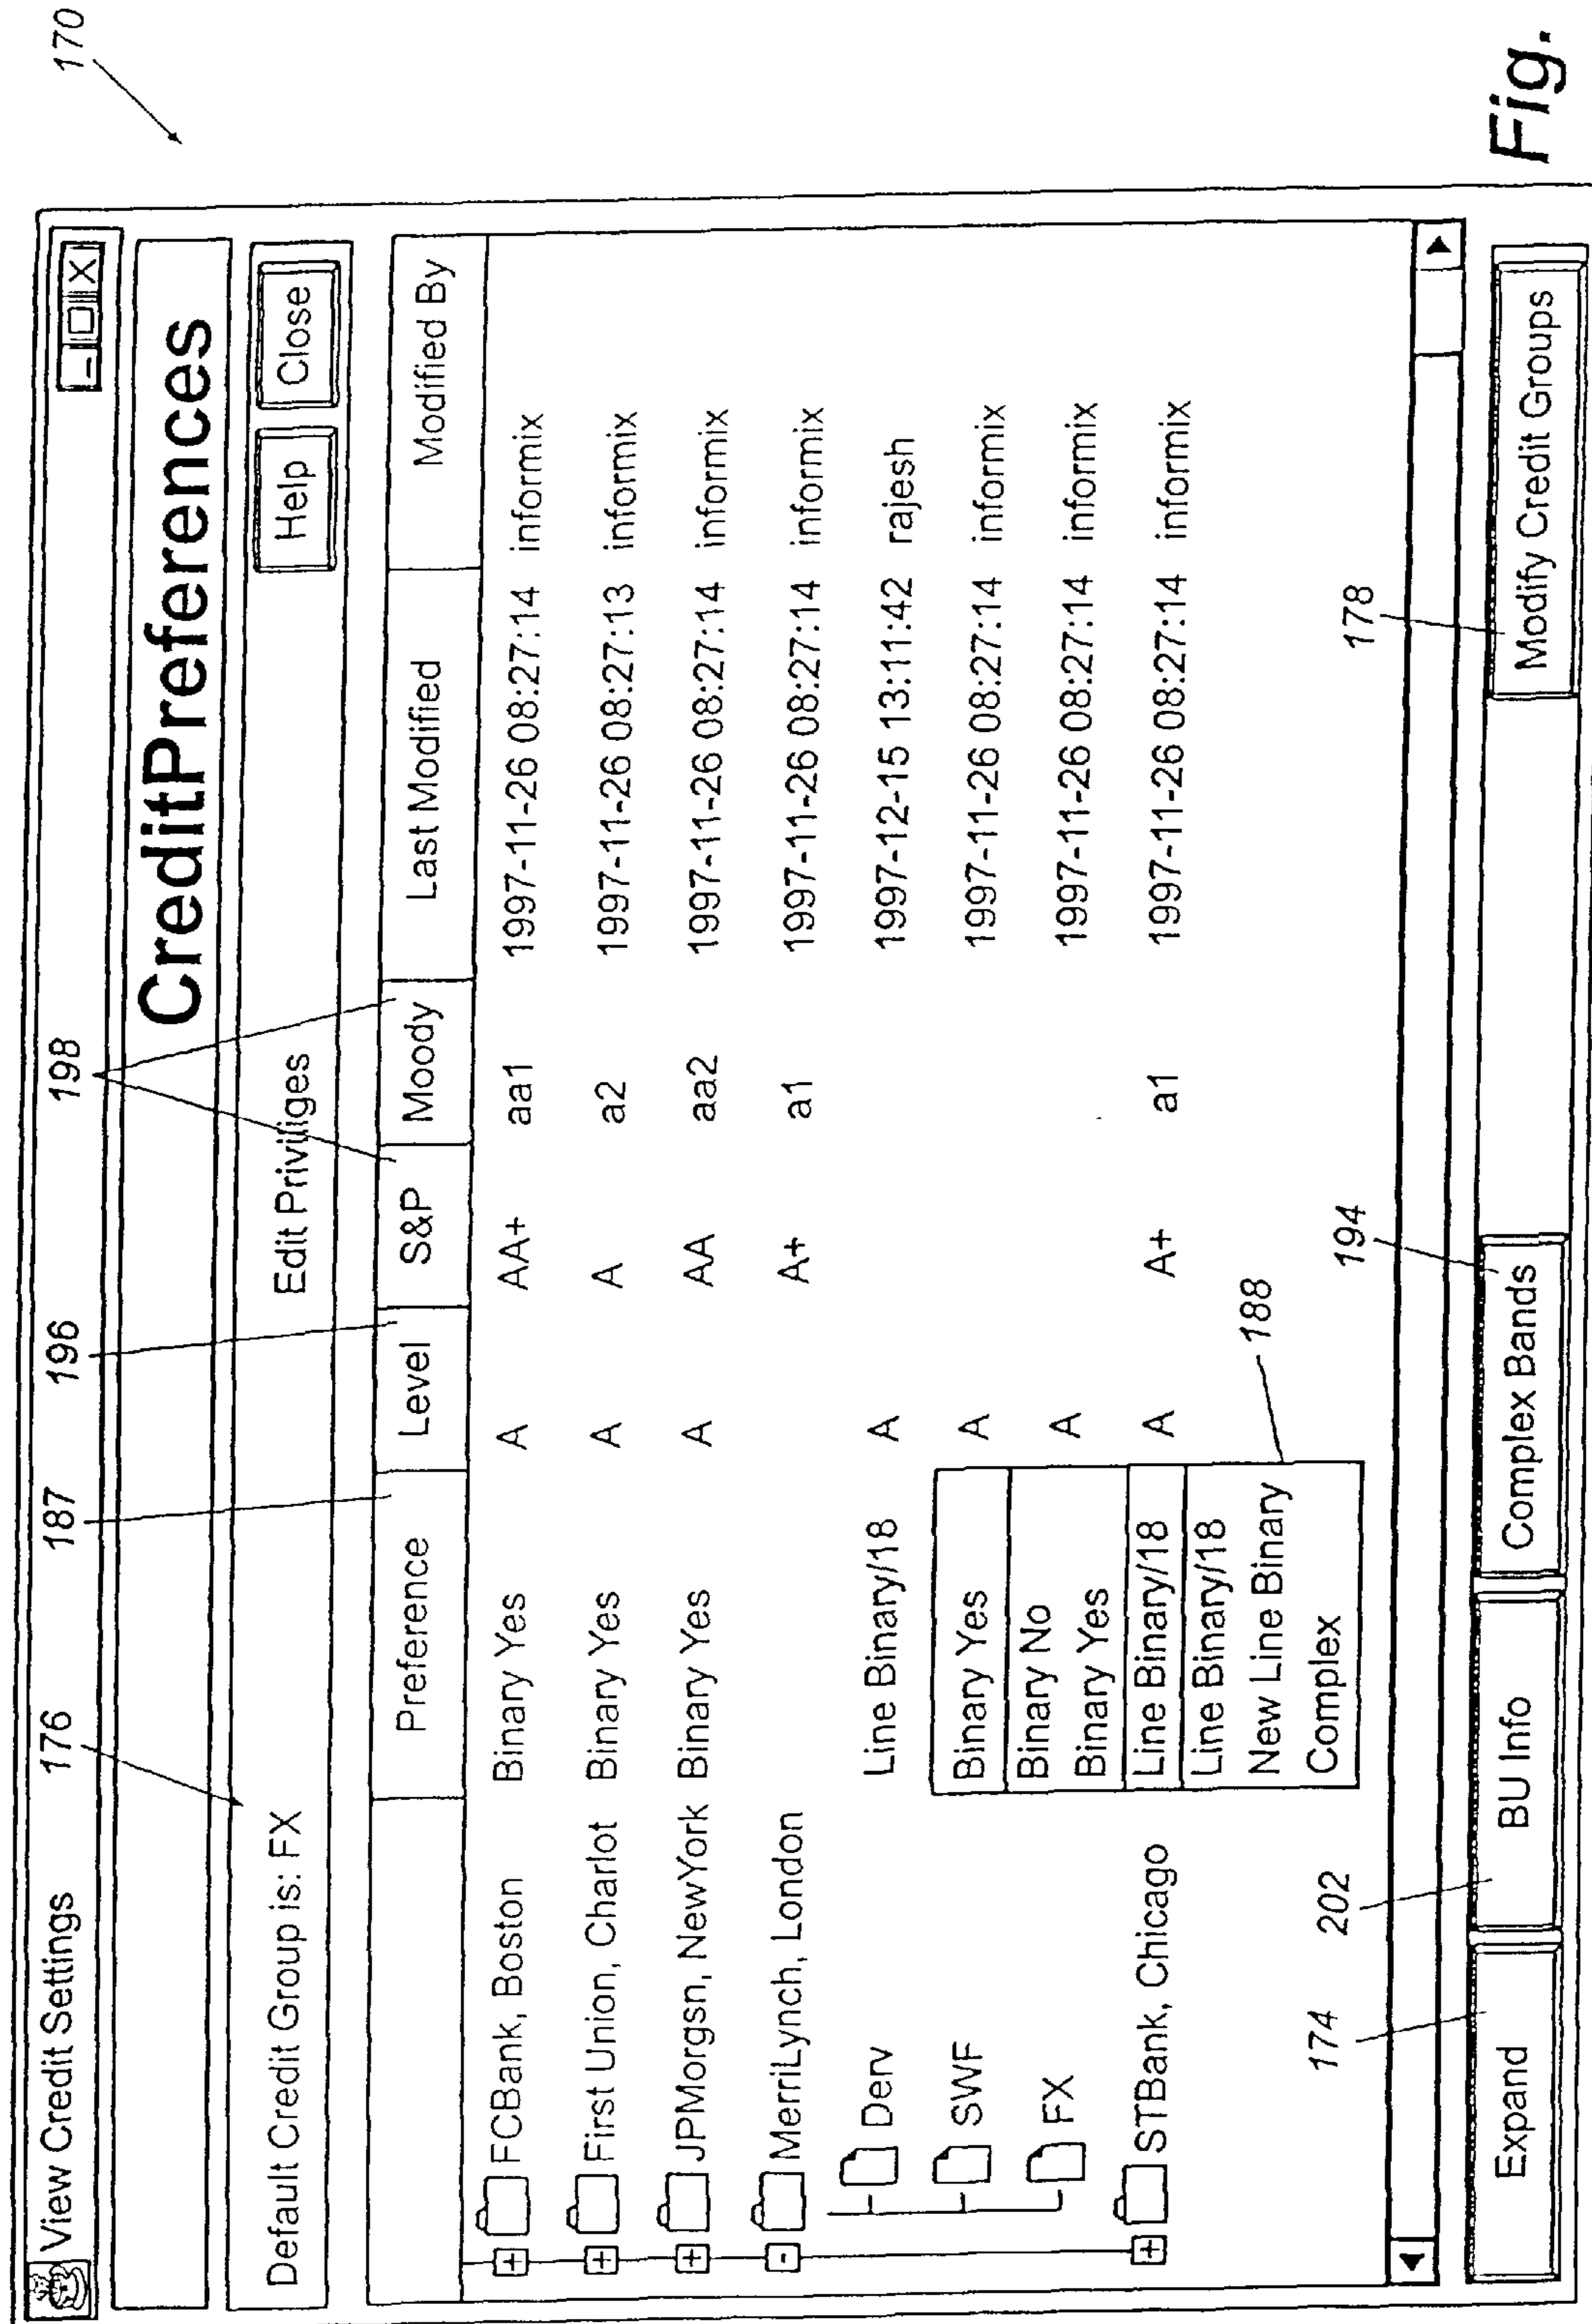 170
198
196
187
176
View Credit Settings
CreditPreferences
Default Credit Group is: FX Edit Priviliges Help Close
Preference Level S&P Moody Last Modified Modified By
FCBank, Boston Binary Yes A AA+ aa1 1997-11-26 08:27:14 informix
First Union, Charlot Binary Yes A A a2 1997-11-26 08:27:13 informix
JPMorgsn, NewYork Binary Yes A AA aa2 1997-11-26 08:27:14 informix
MerriLynch, London A+ a1 1997-11-26 08:27:14 informix
Derv Line Binary/18 A 1997-12-15 13:11:42 rajesh
SWF Binary Yes A 1997-11-26 08:27:14 informix
FX Binary No A 1997-11-26 08:27:14 informix
Binary Yes
STBank, Chicago Line Binary/18 A A+ a1 1997-11-26 08:27:14 informix
Line Binary/18
New Line Binary
Complex
188
174
202
194
178
Expand BU Info Complex Bands Modify Credit Groups
Fig.